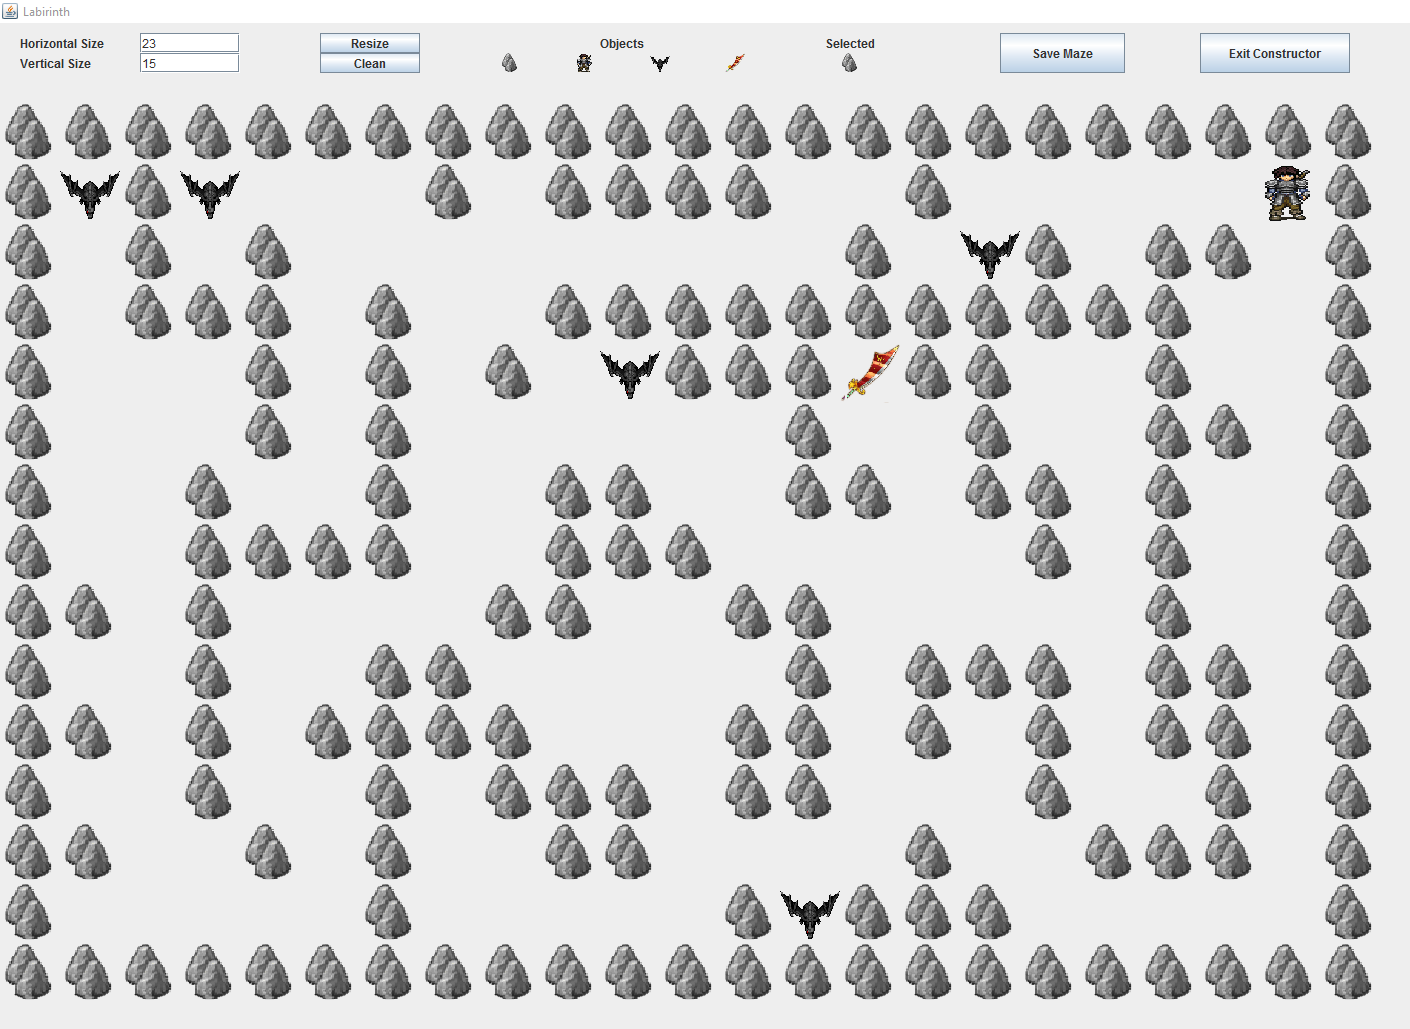 Labirinth
Horizontal Size 23 Resize Objects Selected Save Maze Exit Constructor
Vertical Size 15 Clean